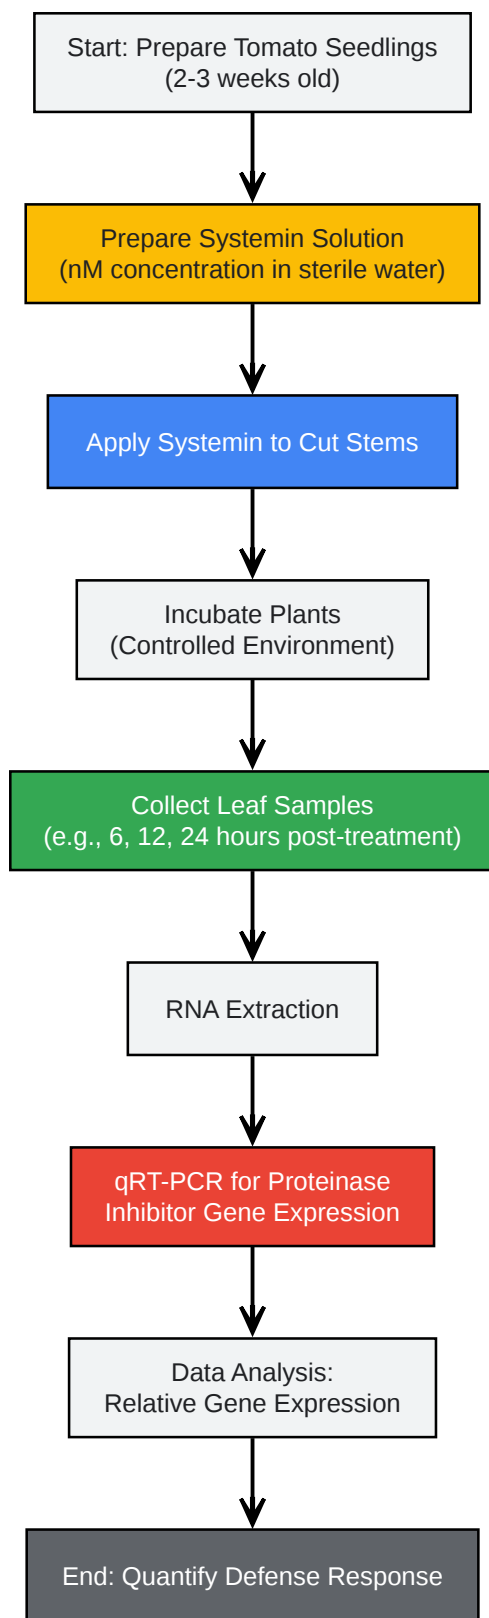 Start: Prepare Tomato Seedlings
(2-3 weeks old)
Prepare Systemin Solution
(nM concentration in sterile water)
Apply Systemin to Cut Stems
Incubate Plants
(Controlled Environment)
Collect Leaf Samples
(e.g., 6, 12, 24 hours post-treatment)
RNA Extraction
qRT-PCR for Proteinase
Inhibitor Gene Expression
Data Analysis:
Relative Gene Expression
End: Quantify Defense Response